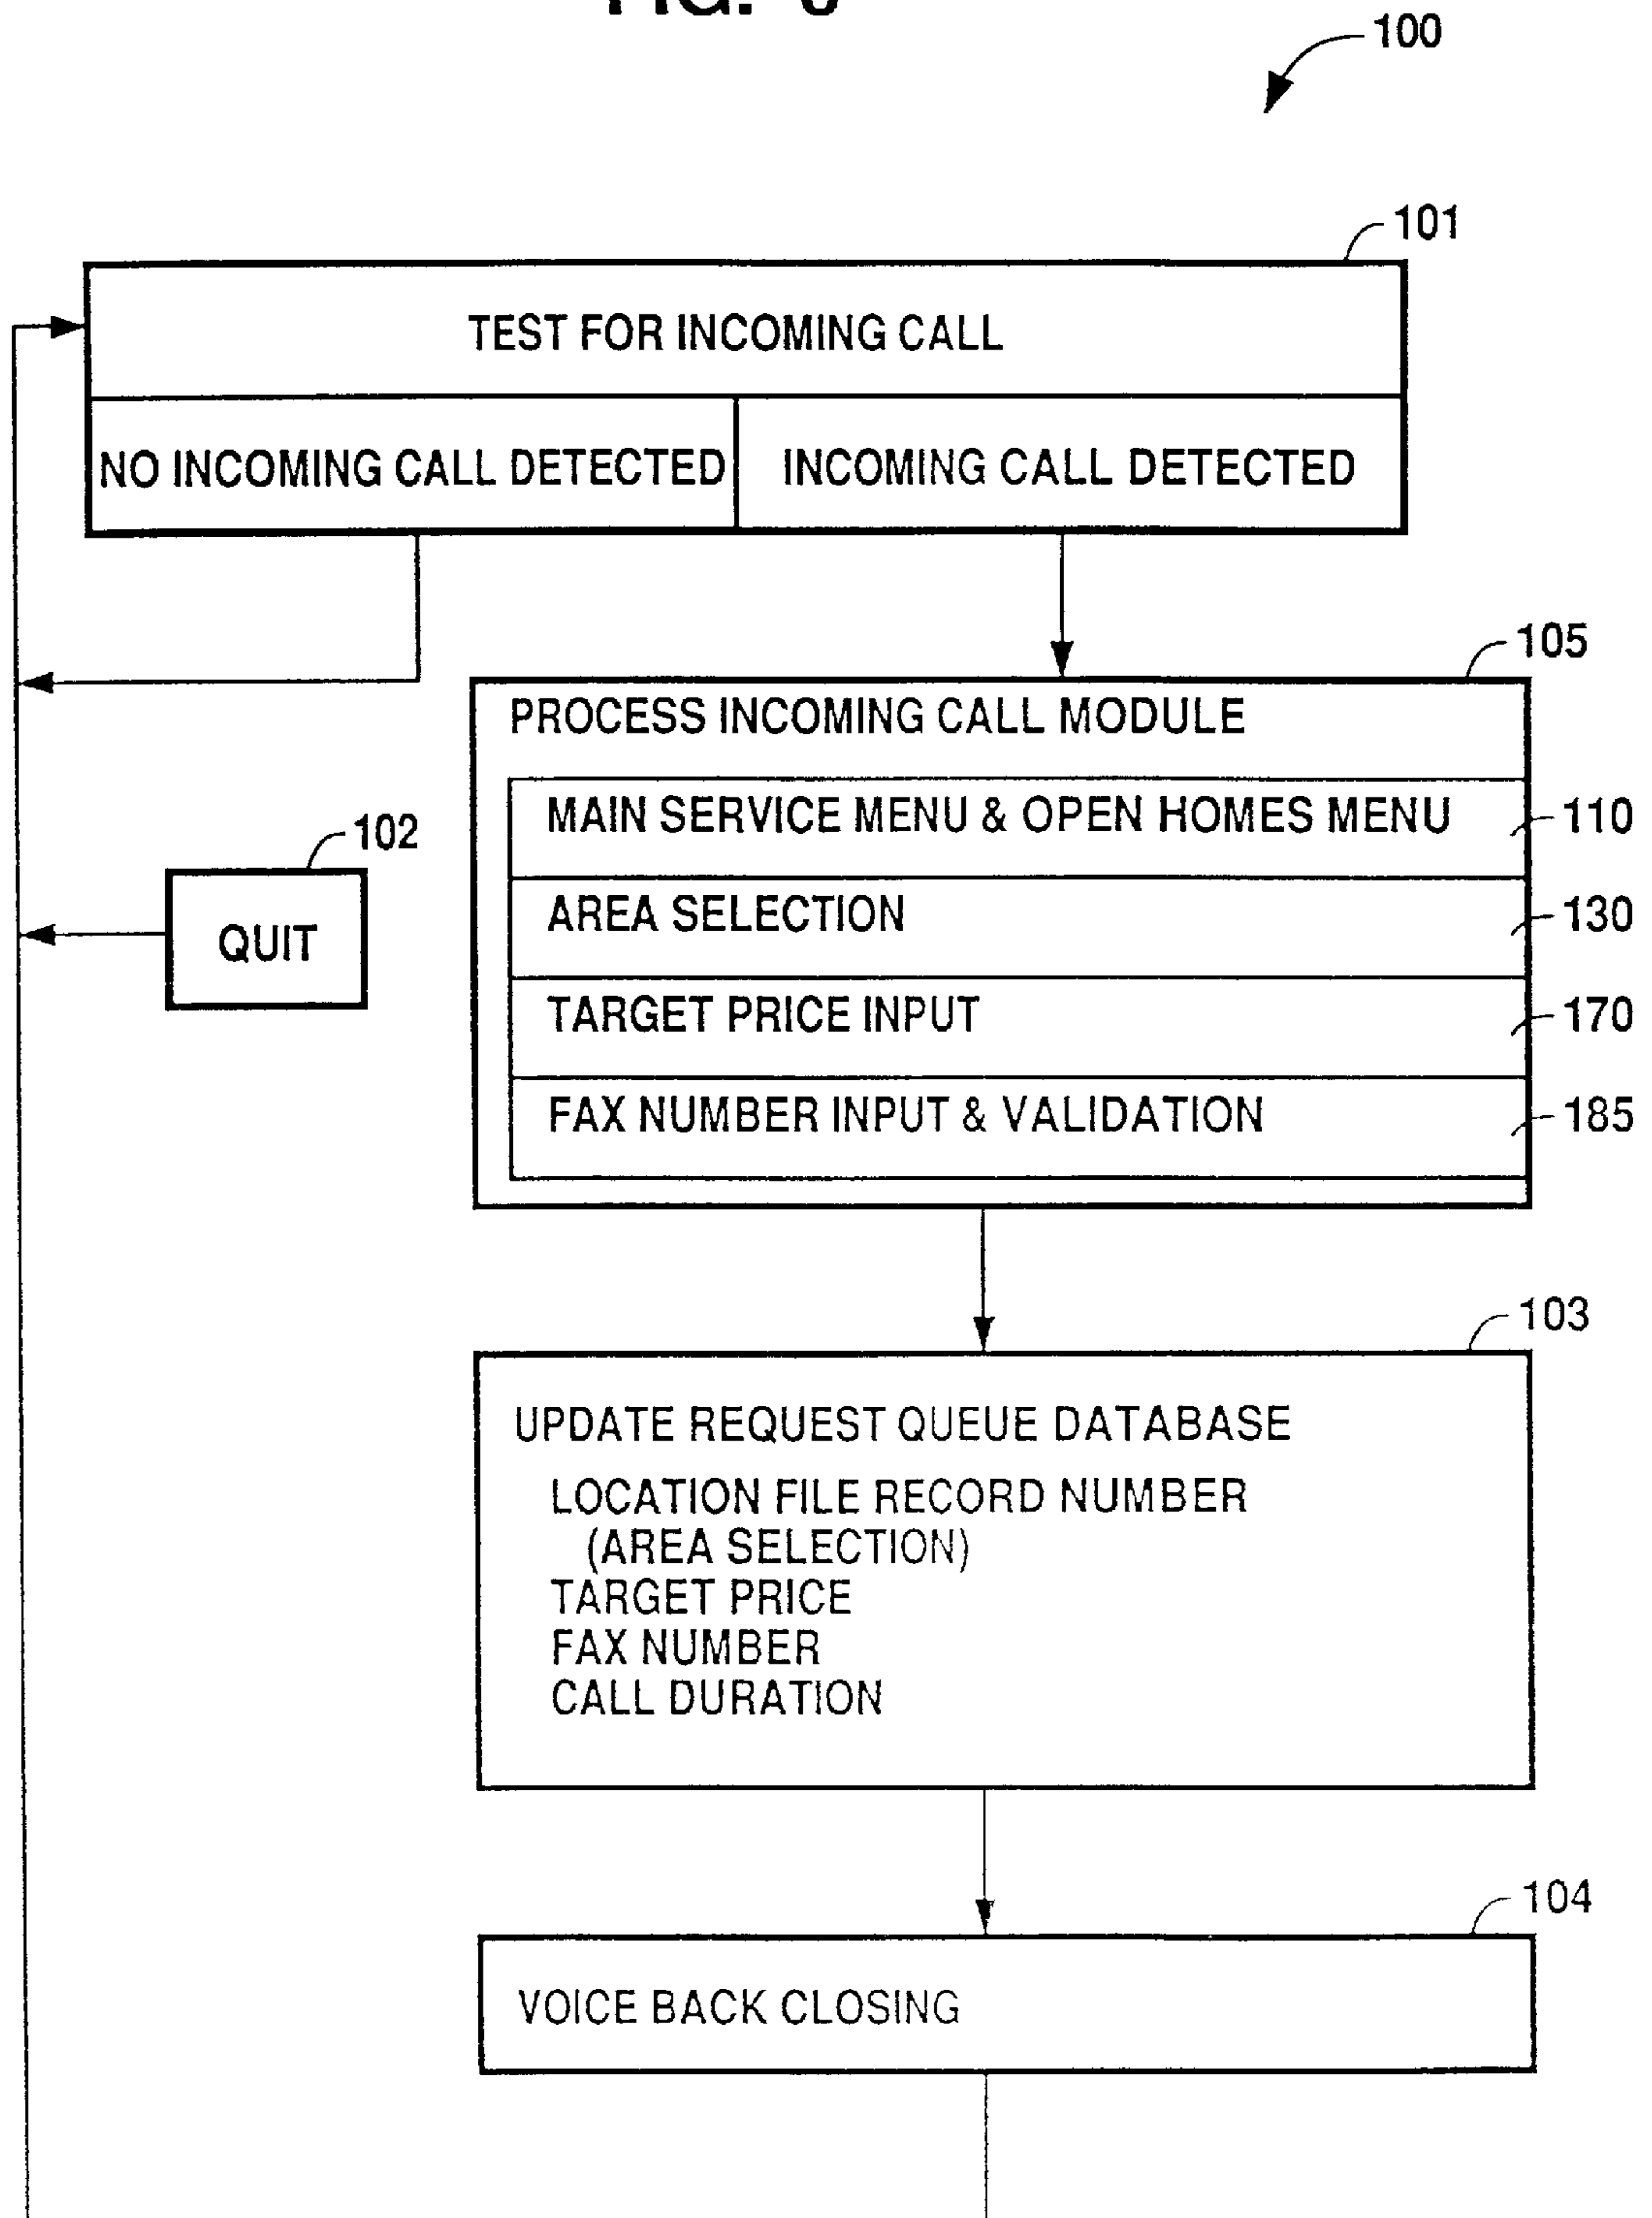 FIG.
100
101
TEST FOR INCOMING CALL
NO INCOMING CALL DETECTED
INCOMING CALL DETECTED
105
PROCESS INCOMING CALL MODULE
MAIN SERVICE MENU & OPEN HOMES MENU
110
102
QUIT
AREA SELECTION
130
TARGET PRICE INPUT
170
FAX NUMBER INPUT & VALIDATION
185
103
UPDATE REQUEST QUEUE DATABASE
LOCATION FILE RECORD NUMBER
(AREA SELECTION)
TARGET PRICE
FAX NUMBER
CALL DURATION
104
VOICE BACK CLOSING